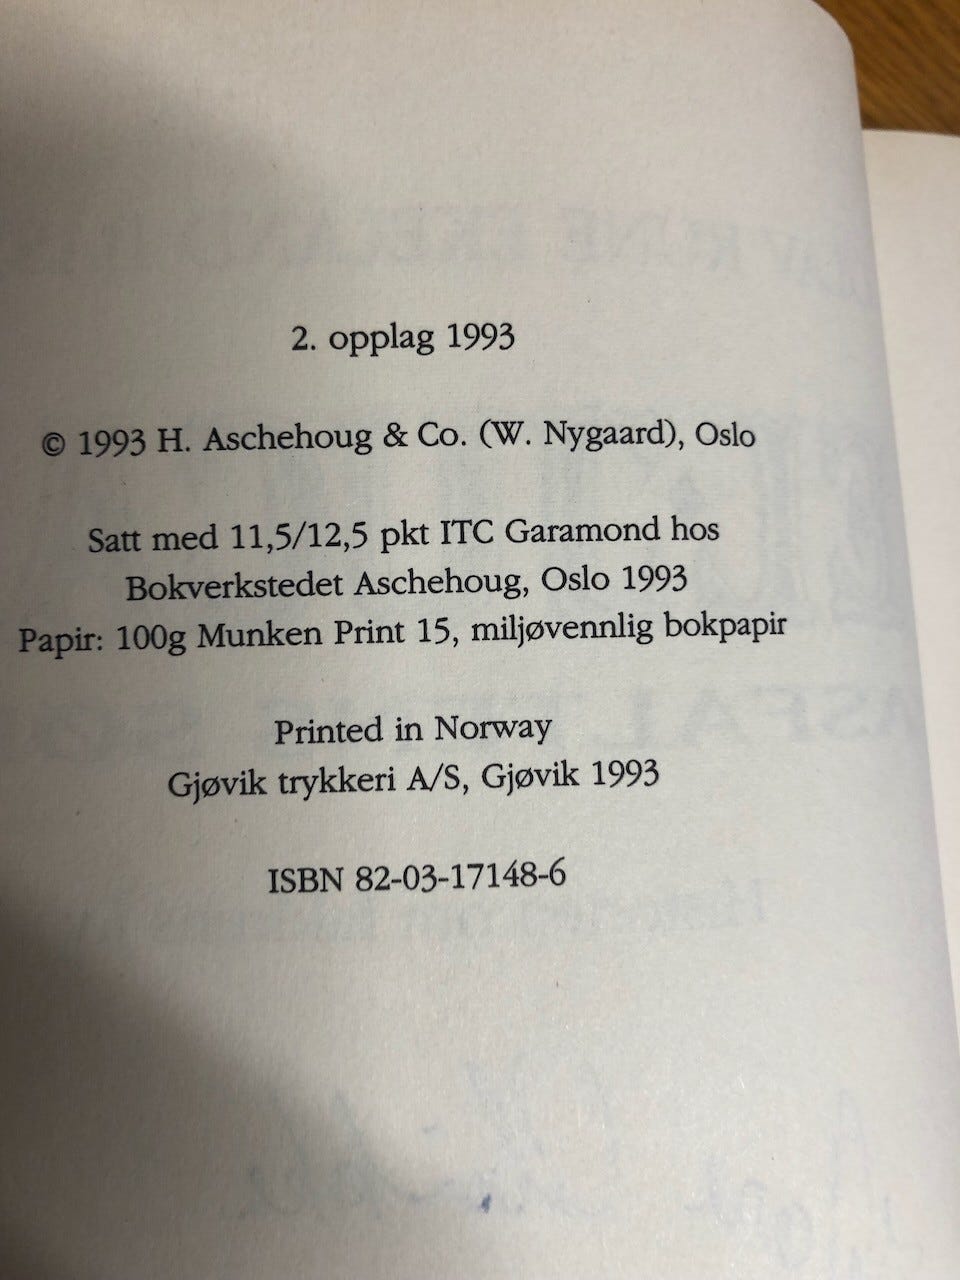 2. opplag 1993
© 1993 H. Aschehoug & Co. (W. Nygaard), Oslo
Satt med 11,5/12,5 pkt ITC Garamond hos
Bokverkstedet Aschehoug, Oslo 1993
Papir: 100g Munken Print 15, miljøvennlig bokpapir
Printed in Norway
Gjøvik trykkeri A/S, Gjøvik 1993
ISBN 82-03-17148-6